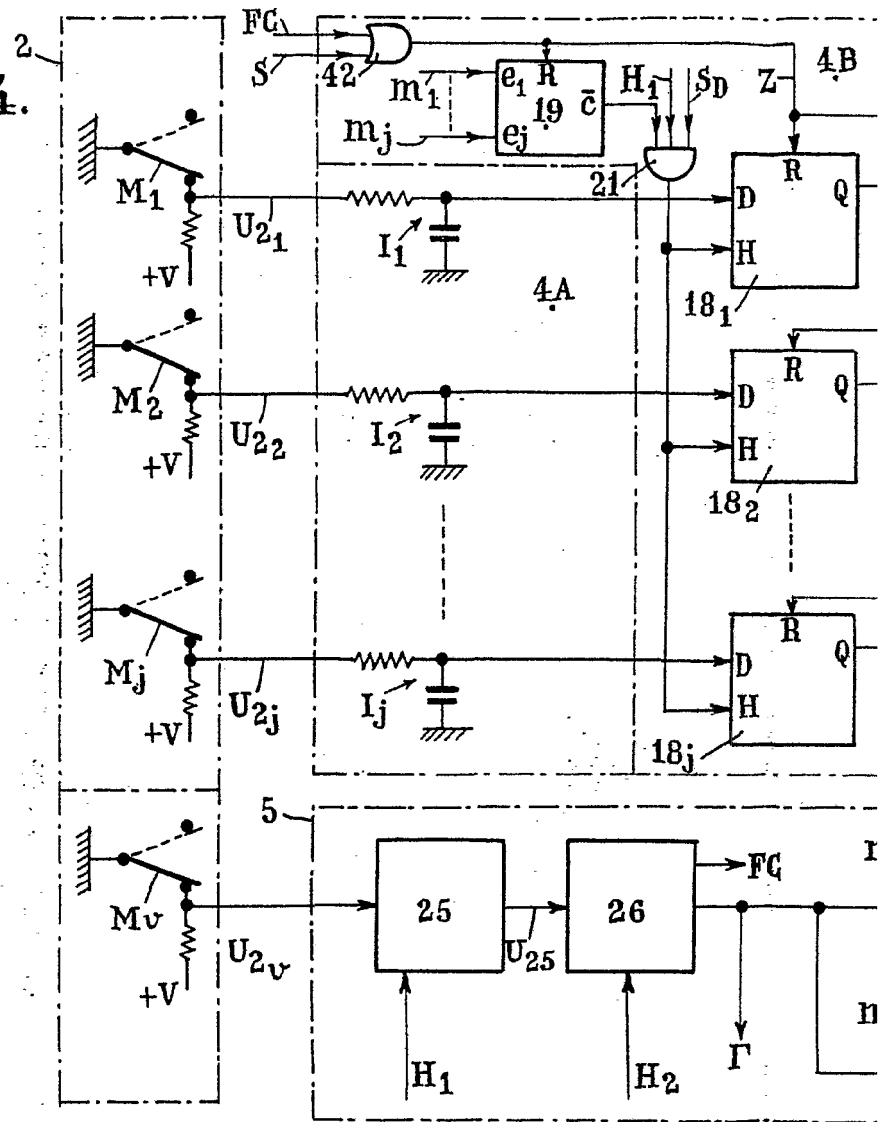 FC
2
S
42
m1
mj
e1 R
19 c̄
ej
H1
SD
Z
4B
4.
21
R
D Q
H
18₁
M1
U2₁
I1
+V
4A
M2
U2₂
I2
+V
R
D Q
H
18₂
Mj
U2j
Ij
+V
R
D Q
H
18j
5
Mv
U2v
+V
25
U25
26
FC
Γ
H1
H2